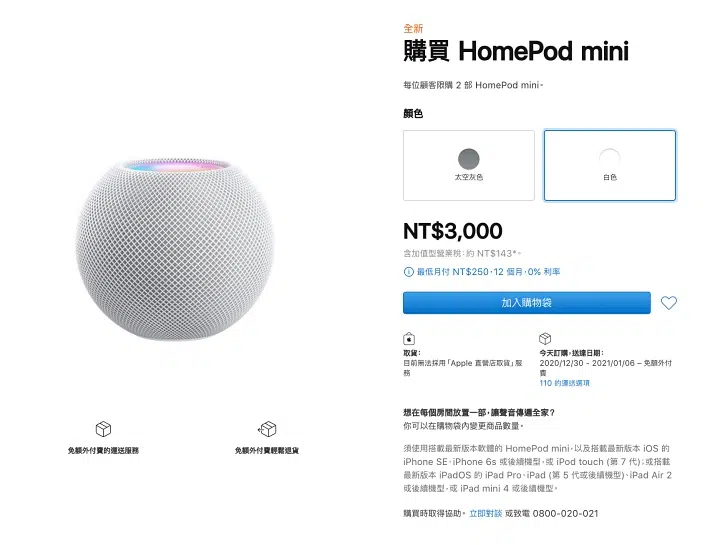 全新
購買 HomePod mini
每位顧客限購 2 部 HomePod mini。
顏色
太空灰色
白色
NT$3,000
含加值型營業稅：約 NT$143*。
最低月付 NT$250，12 個月，0% 利率
加入購物袋
取貨：
目前無法採用「Apple 直營店取貨」服
務
今天訂購，送達日期：
2020/12/30 - 2021/01/06 – 免額外付
費
110 的運送選項
免額外付費的運送服務
免額外付費輕鬆退貨
想在每個房間放置一部，讓聲音傳遍全家？
你可以在購物袋內變更商品數量。
須使用搭載最新版本軟體的 HomePod mini，以及搭載最新版本 iOS 的
iPhone SE、iPhone 6s 或後續機型，或 iPod touch (第 7 代)；或搭載
最新版本 iPadOS 的 iPad Pro、iPad (第 5 代或後續機型)、iPad Air 2
或後續機型，或 iPad mini 4 或後續機型。
購買時取得協助。 立即對談 或致電 0800-020-021